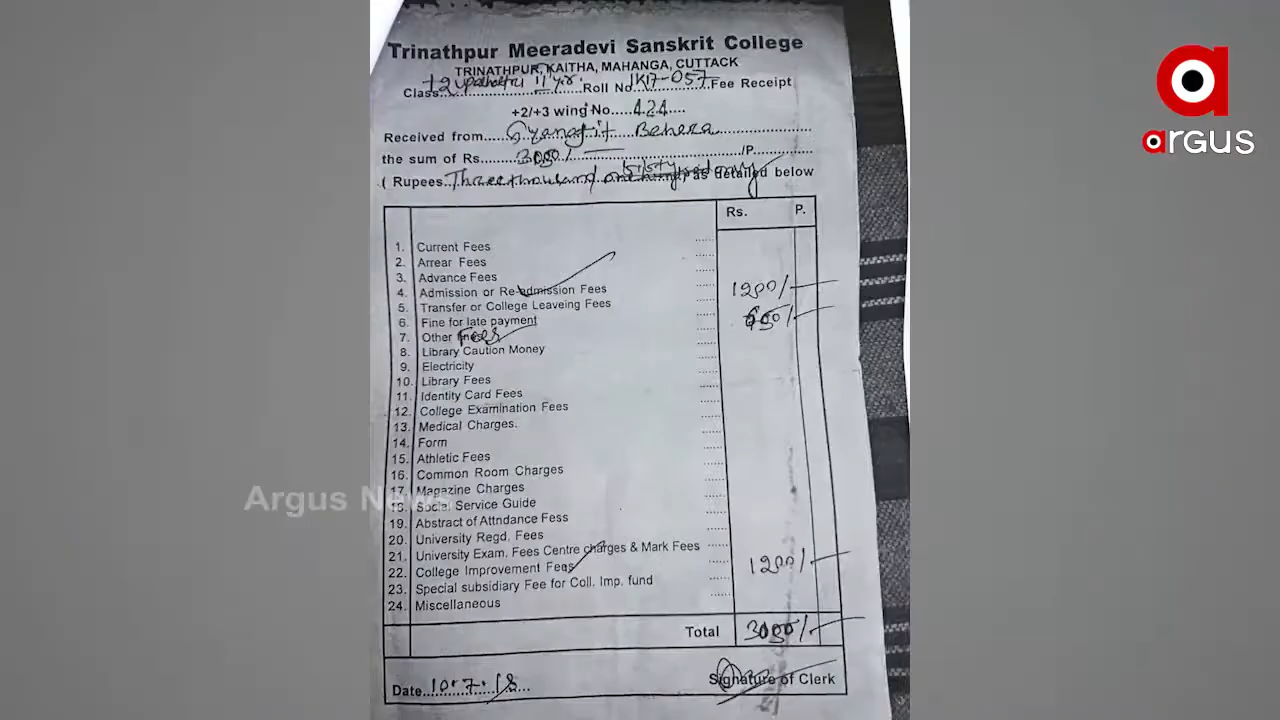 argus
Trinathpur Meeradevi Sanskrit College
TRINATHPUR, KAITHA, MAHANGA, CUTTACK
Class +2 II yr. Roll No. Fee Receipt
+2/+3 wing No. 424
Received from Behera
the sum of Rs. /P.
( Rupees Three thousand as detailed below
Rs. P.
1. Current Fees
2. Arrear Fees
3. Advance Fees
4. Admission or Re-admission Fees 1200/-
5. Transfer or College Leaveing Fees
6. Fine for late payment
7. Other Fees
8. Library Caution Money
9. Electricity
10. Library Fees
11. Identity Card Fees
12. College Examination Fees
13. Medical Charges.
14. Form
15. Athletic Fees
16. Common Room Charges
17. Magazine Charges
18. Social Service Guide
19. Abstract of Attndance Fess
20. University Regd. Fees
21. University Exam. Fees Centre charges & Mark Fees
22. College Improvement Fees 1200/-
23. Special subsidiary Fee for Coll. Imp. fund
24. Miscellaneous
Total
Date 10.7.18 Signature of Clerk
Argus News